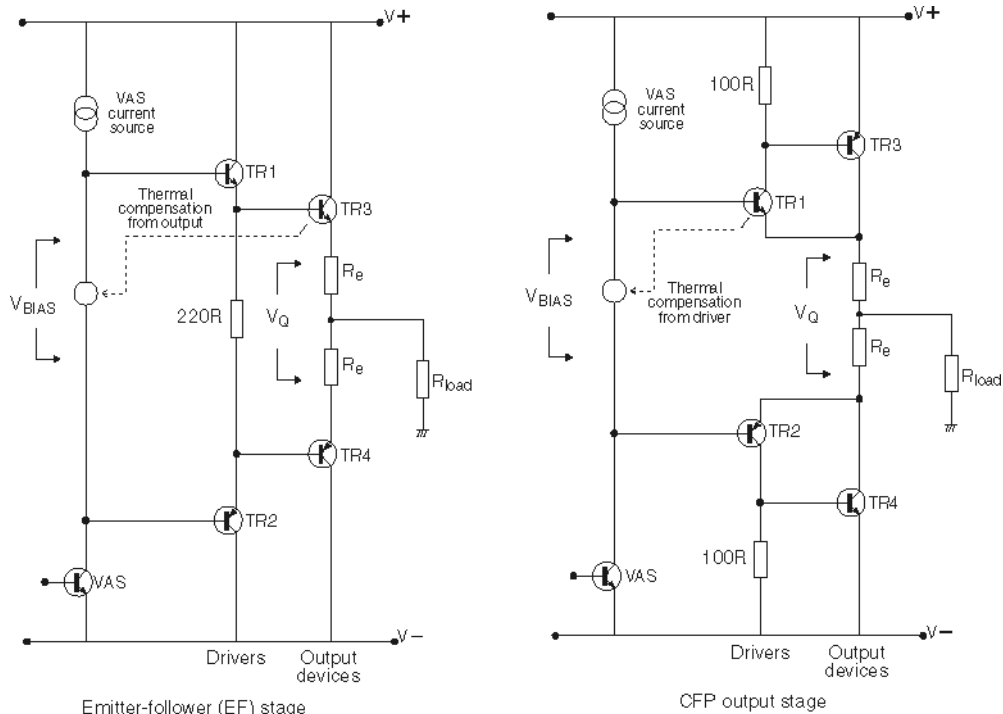 V+
VAS
current
source
TR1
Thermal
compensation
from output
TR3
Re
VBIAS
220R
VQ
Re
Rload
TR4
TR2
VAS
V−
Drivers
Output
devices
Emitter-follower (EF) stage
V+
100R
VAS
current
source
TR3
TR1
Re
VBIAS
Thermal
compensation
from driver
VQ
Re
Rload
TR2
TR4
100R
VAS
V−
Drivers
Output
devices
CFP output stage